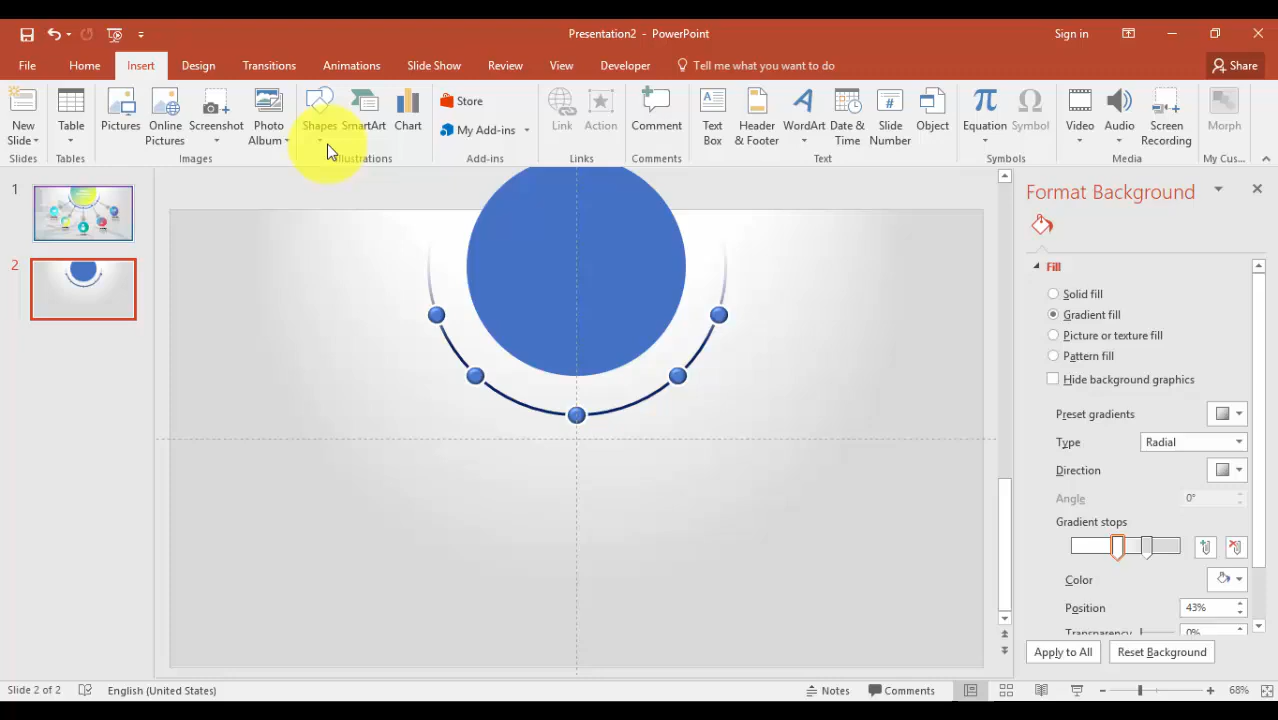 Presentation2 - PowerPoint
Sign in
File Home Insert Design Transitions Animations Slide Show Review View Developer Tell me what you want to do Share
New Slide
Table
Pictures
Online Pictures
Screenshot
Photo Album
Shapes
SmartArt
Chart
Store
My Add-ins
Link
Action
Comment
Text Box
Header & Footer
WordArt
Date & Time
Slide Number
Object
Equation
Symbol
Video
Audio
Screen Recording
Morph
Slides Tables Images Illustrations Add-ins Links Comments Text Symbols Media My Cus...
1
2
Format Background
Fill
Solid fill
Gradient fill
Picture or texture fill
Pattern fill
Hide background graphics
Preset gradients
Type Radial
Direction
Angle 0°
Gradient stops
Color
Position 43%
Transparency 0%
Apply to All Reset Background
Slide 2 of 2 English (United States) Notes Comments 68%